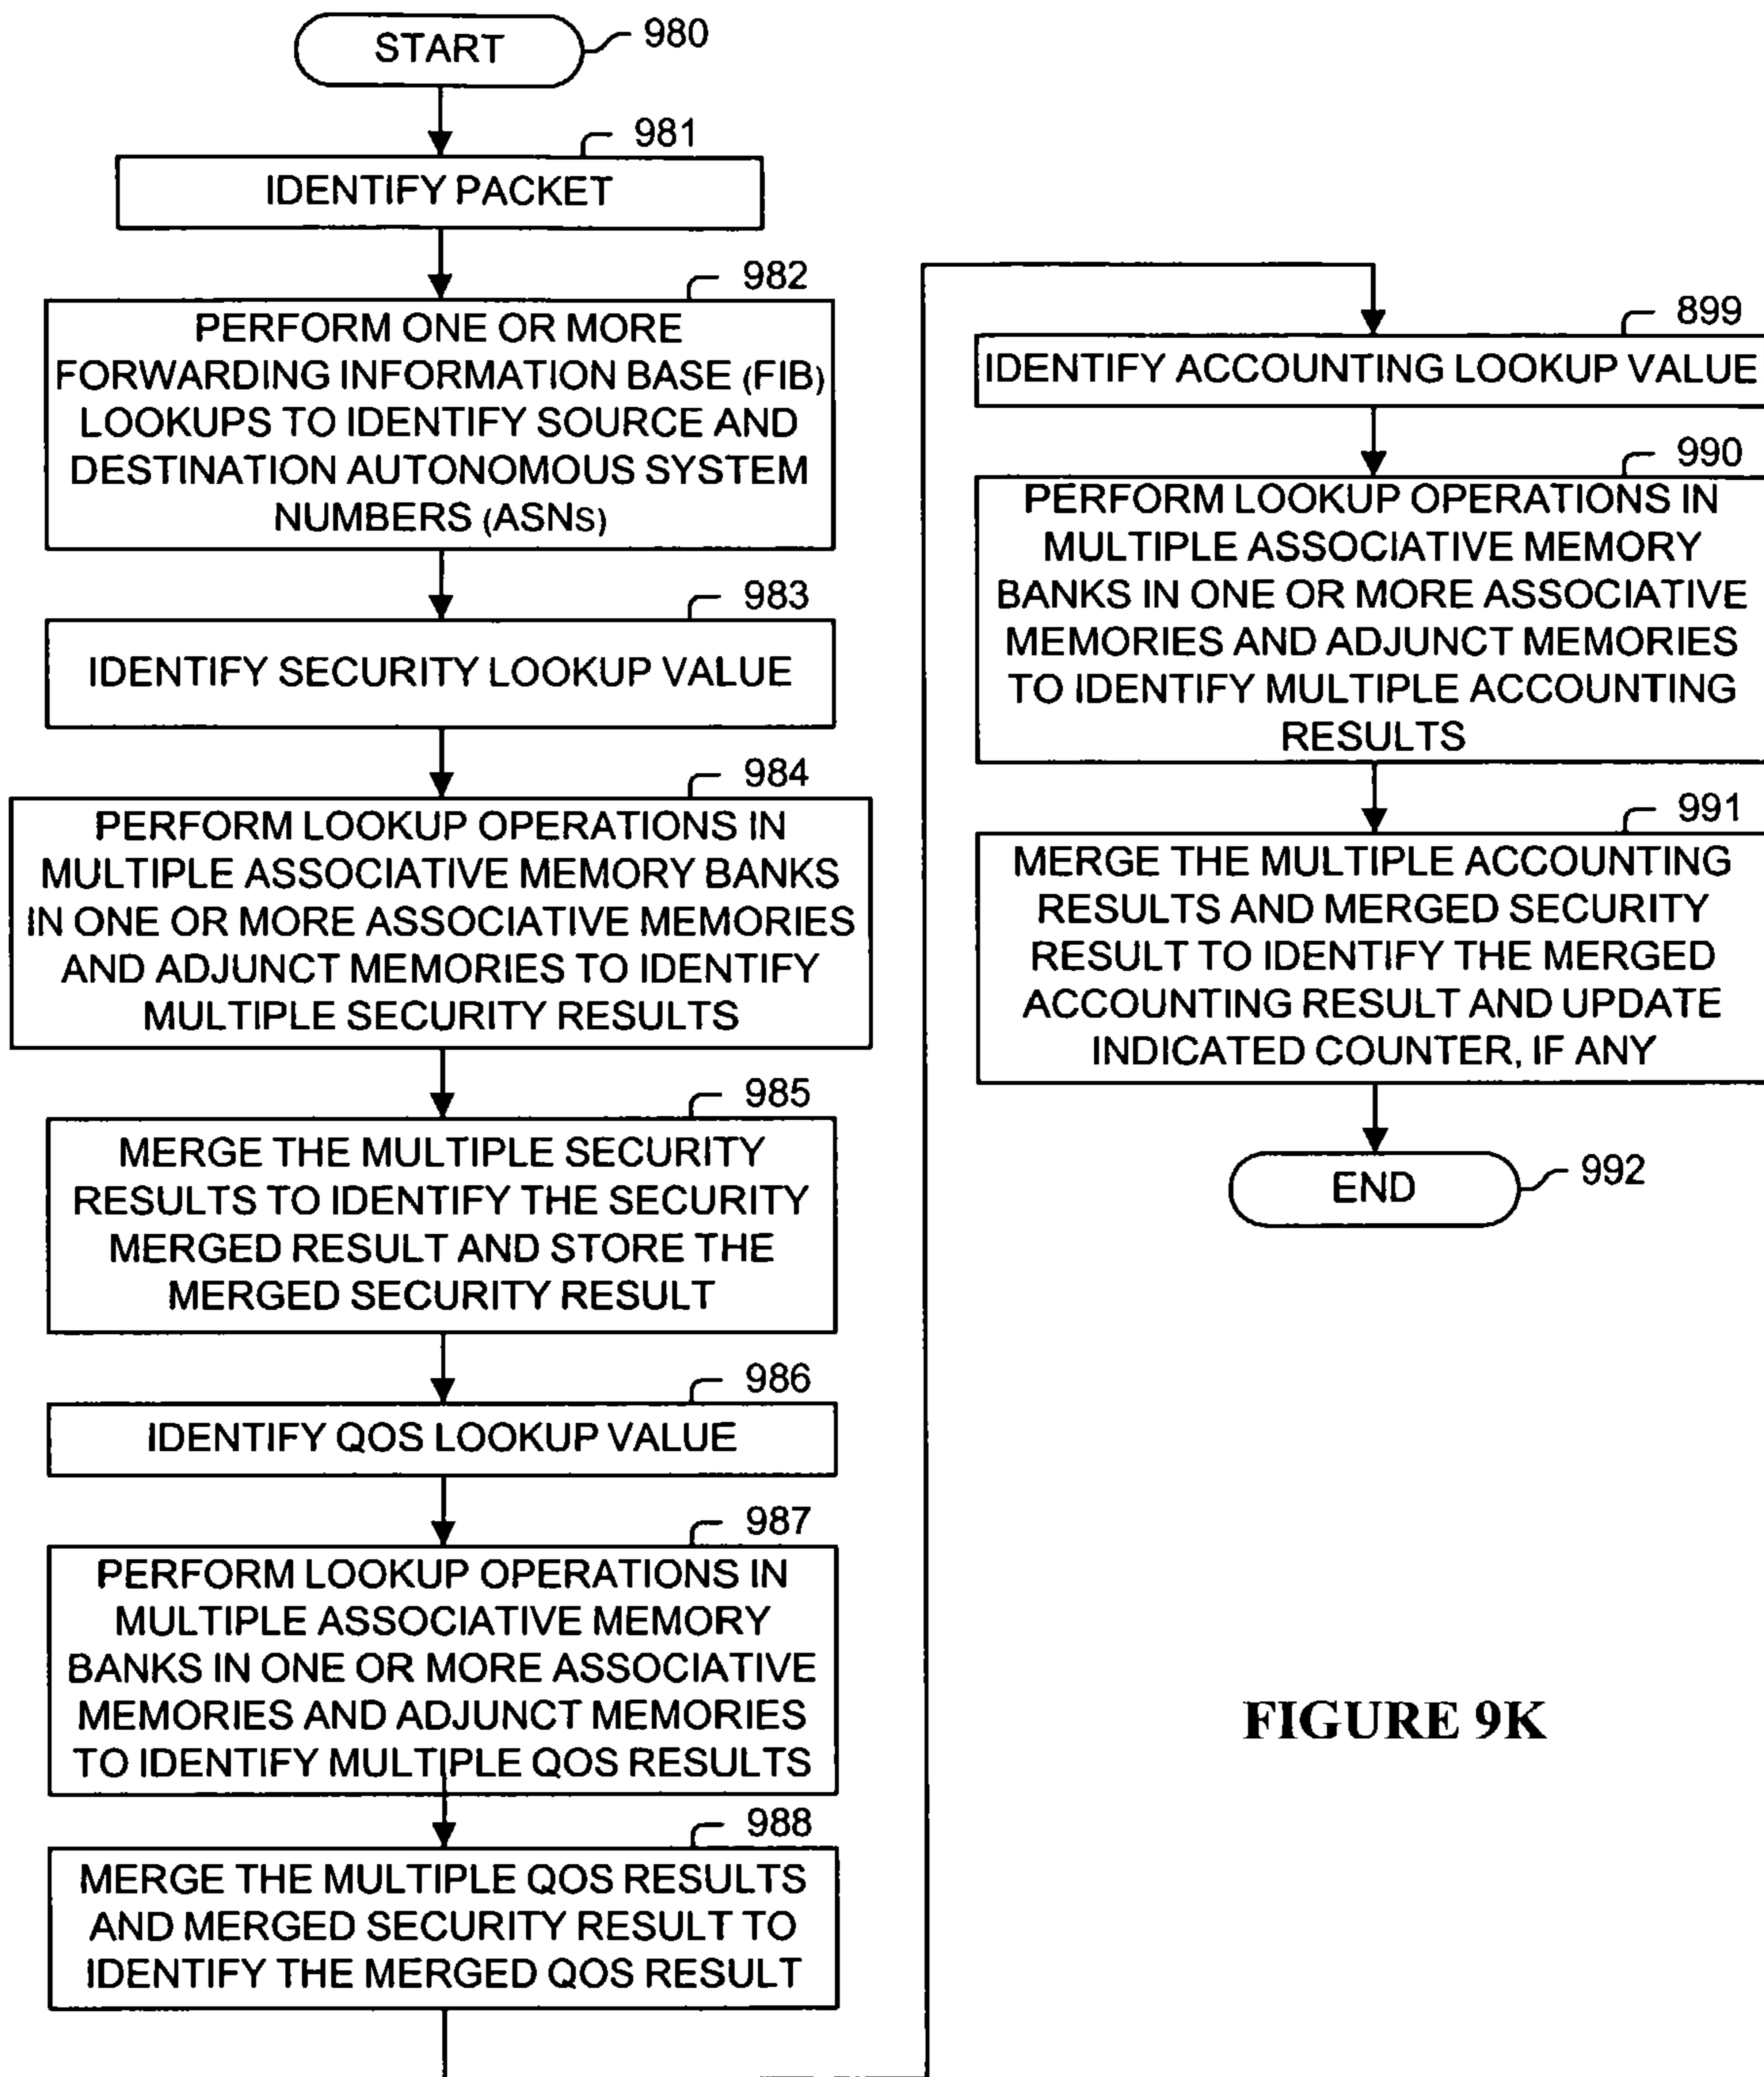 START
980
981
IDENTIFY PACKET
982
PERFORM ONE OR MORE
FORWARDING INFORMATION BASE (FIB)
LOOKUPS TO IDENTIFY SOURCE AND
DESTINATION AUTONOMOUS SYSTEM
NUMBERS (ASNS)
983
IDENTIFY SECURITY LOOKUP VALUE
984
PERFORM LOOKUP OPERATIONS IN
MULTIPLE ASSOCIATIVE MEMORY BANKS
IN ONE OR MORE ASSOCIATIVE MEMORIES
AND ADJUNCT MEMORIES TO IDENTIFY
MULTIPLE SECURITY RESULTS
985
MERGE THE MULTIPLE SECURITY
RESULTS TO IDENTIFY THE SECURITY
MERGED RESULT AND STORE THE
MERGED SECURITY RESULT
986
IDENTIFY QOS LOOKUP VALUE
987
PERFORM LOOKUP OPERATIONS IN
MULTIPLE ASSOCIATIVE MEMORY
BANKS IN ONE OR MORE ASSOCIATIVE
MEMORIES AND ADJUNCT MEMORIES
TO IDENTIFY MULTIPLE QOS RESULTS
988
MERGE THE MULTIPLE QOS RESULTS
AND MERGED SECURITY RESULT TO
IDENTIFY THE MERGED QOS RESULT
899
IDENTIFY ACCOUNTING LOOKUP VALUE
990
PERFORM LOOKUP OPERATIONS IN
MULTIPLE ASSOCIATIVE MEMORY
BANKS IN ONE OR MORE ASSOCIATIVE
MEMORIES AND ADJUNCT MEMORIES
TO IDENTIFY MULTIPLE ACCOUNTING
RESULTS
991
MERGE THE MULTIPLE ACCOUNTING
RESULTS AND MERGED SECURITY
RESULT TO IDENTIFY THE MERGED
ACCOUNTING RESULT AND UPDATE
INDICATED COUNTER, IF ANY
END
992
FIGURE 9K